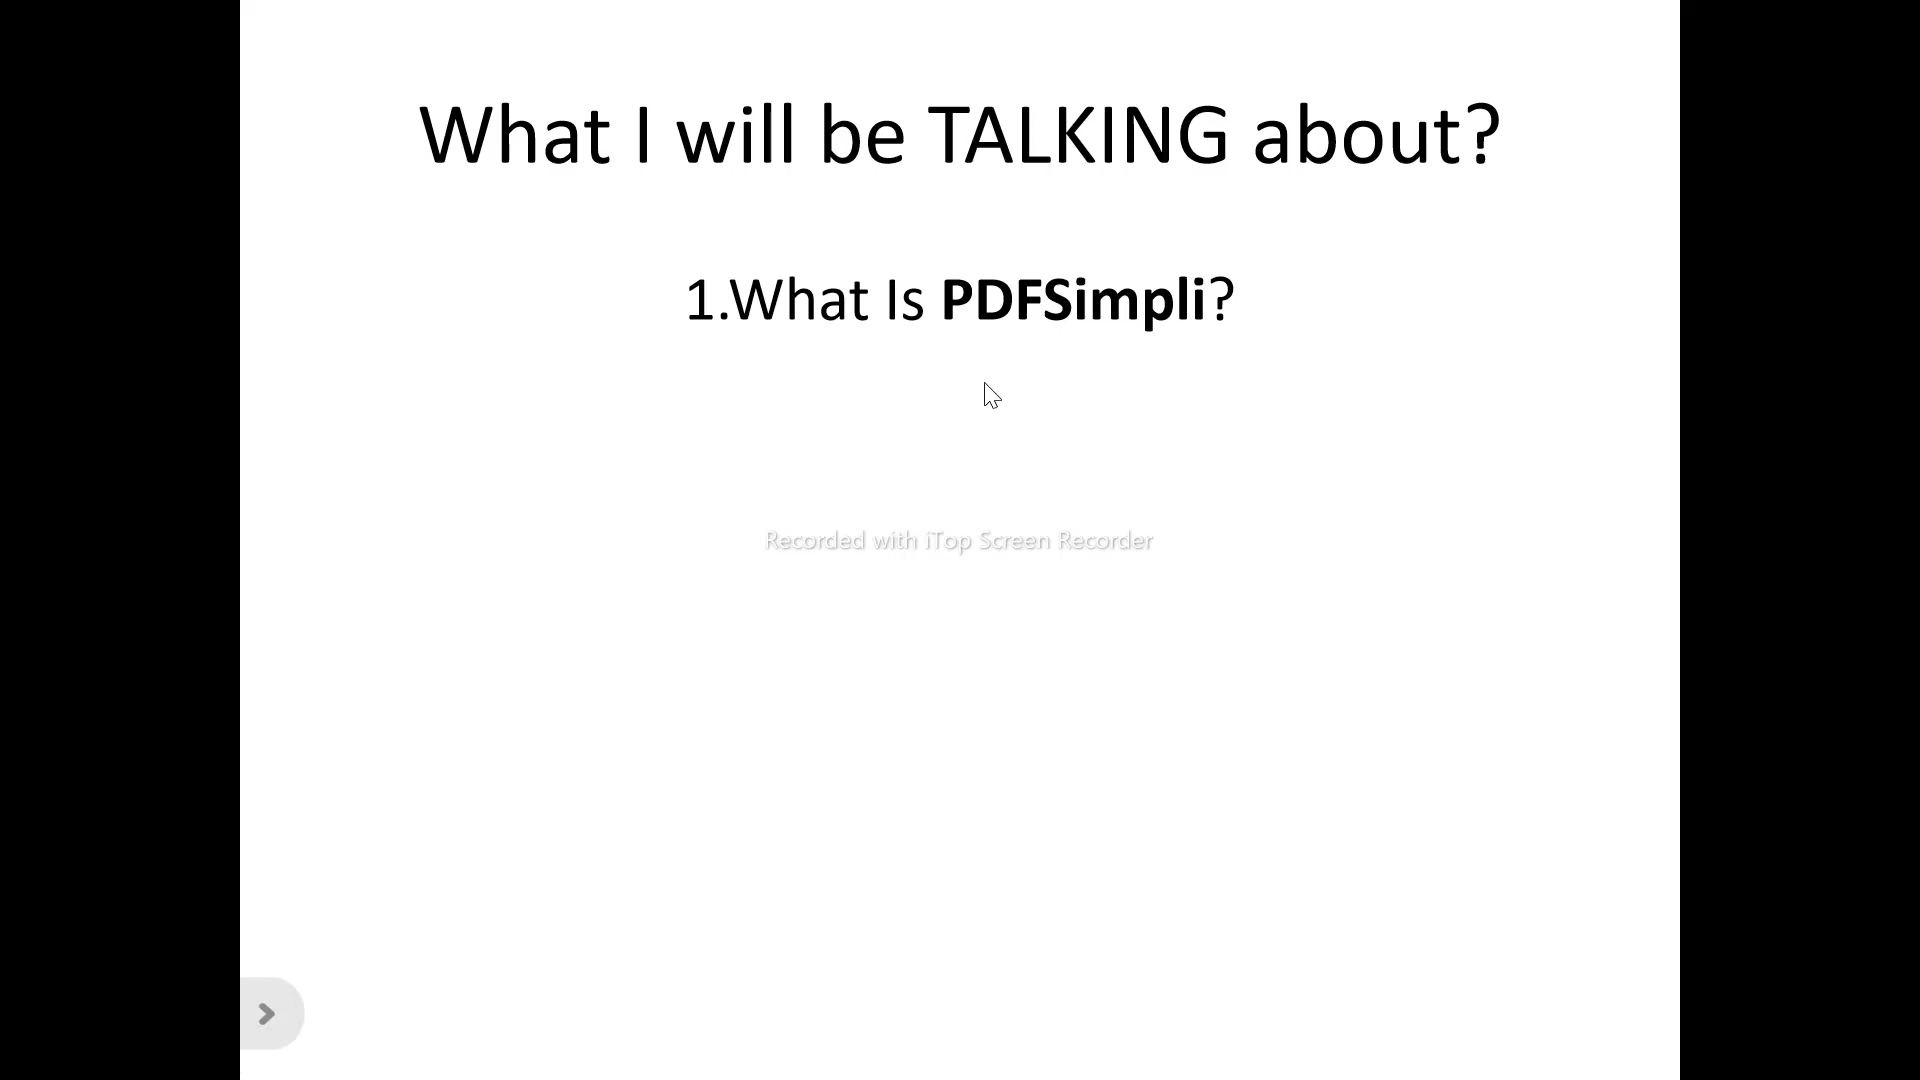 What I will be TALKING about?
1.What Is PDFSimpli?
Recorded with iTop Screen Recorder